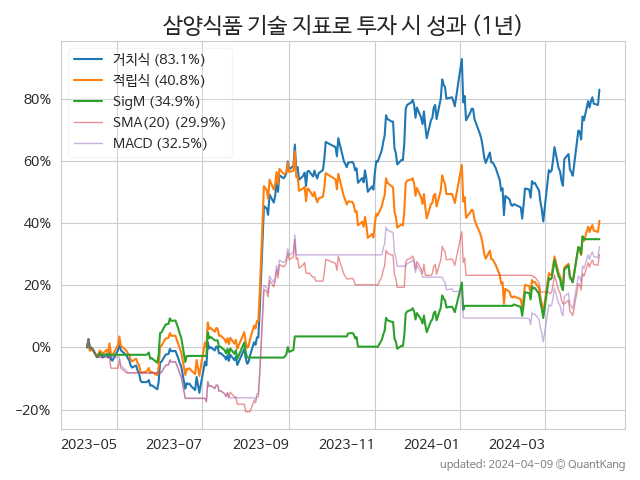 삼양식품 기술 지표로 투자 시 성과 (1년)
거치식 (83.1%)
적립식 (40.8%)
SigM (34.9%)
SMA(20) (29.9%)
MACD (32.5%)
80%
60%
40%
20%
0%
−20%
2023-05 2023-07 2023-09 2023-11 2024-01 2024-03
updated: 2024-04-09 © QuantKang